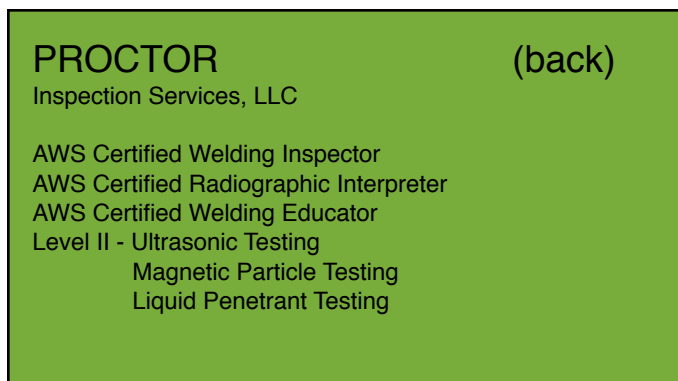 PROCTOR (back)
Inspection Services, LLC
AWS Certified Welding Inspector
AWS Certified Radiographic Interpreter
AWS Certified Welding Educator
Level II - Ultrasonic Testing
Magnetic Particle Testing
Liquid Penetrant Testing